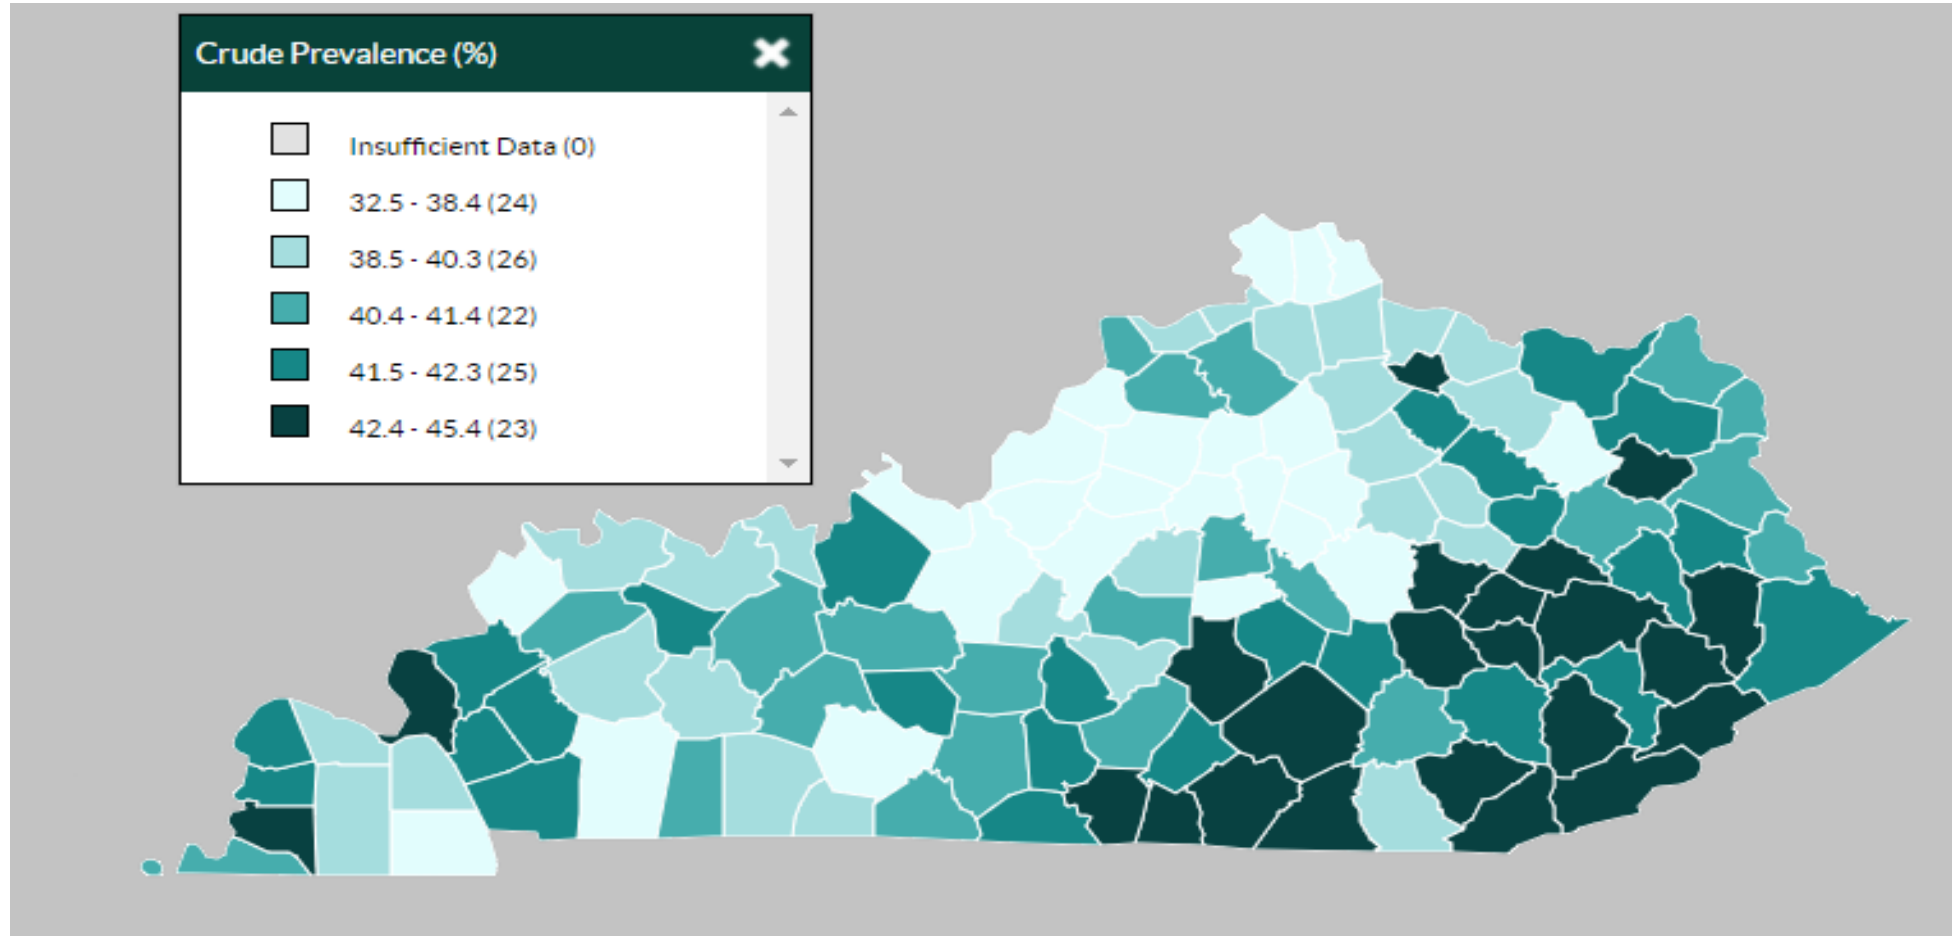 Crude Prevalence (%)
Insufficient Data (0)
32.5 - 38.4 (24)
38.5 - 40.3 (26)
40.4 - 41.4 (22)
41.5 - 42.3 (25)
42.4 - 45.4 (23)